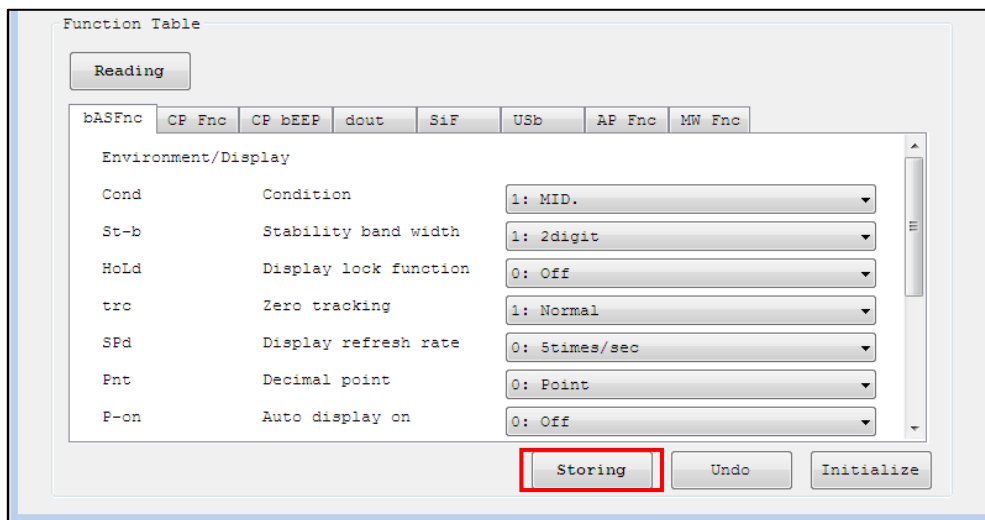 Function Table
Reading
bASFnc CP Fnc CP bEEP dout SiF USb AP Fnc MW Fnc
Environment/Display
Cond Condition 1: MID.
St-b Stability band width 1: 2digit
HoLd Display lock function 0: Off
trc Zero tracking 1: Normal
SPd Display refresh rate 0: 5times/sec
Pnt Decimal point 0: Point
P-on Auto display on 0: Off
Storing Undo Initialize